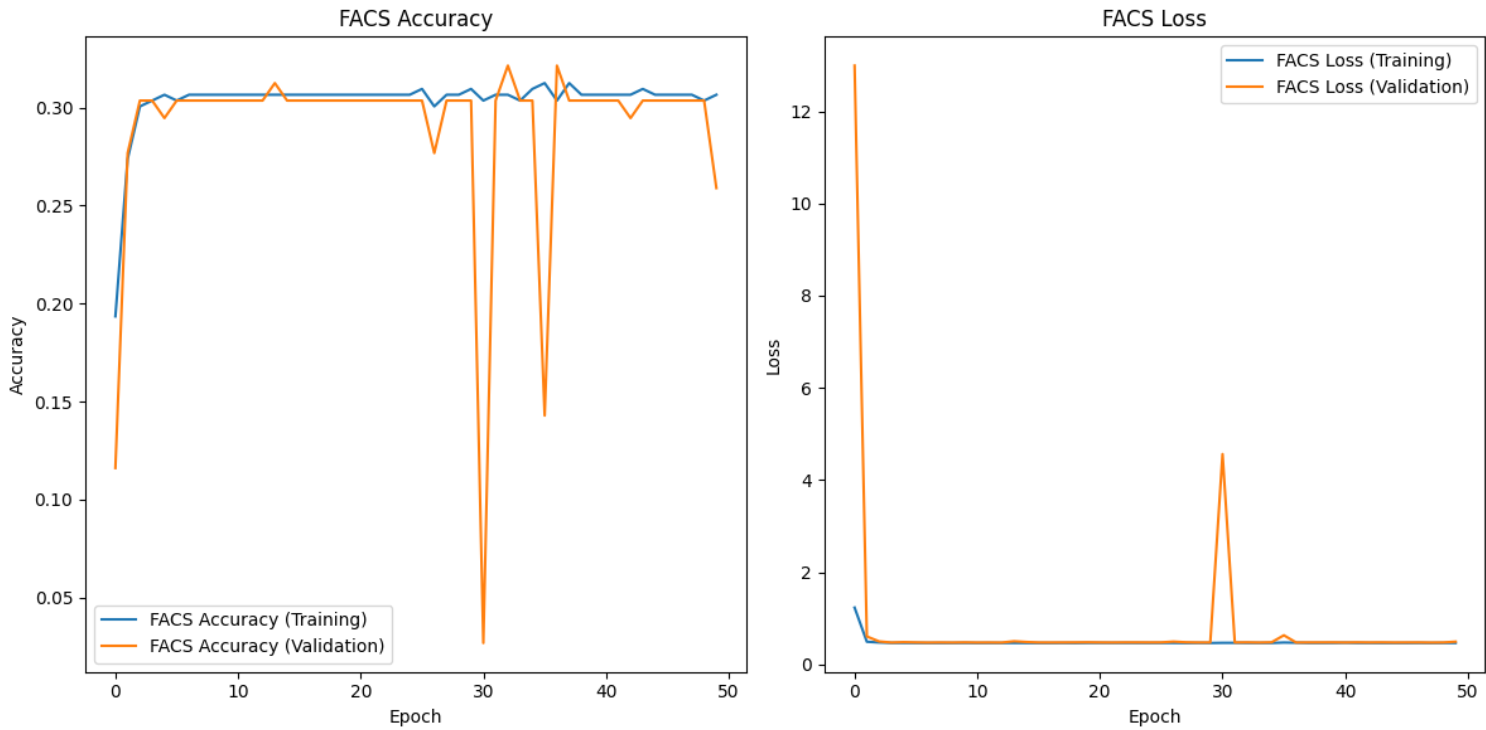 FACS Accuracy
0.30
0.25
0.20
0.15
0.10
0.05
Accuracy
FACS Accuracy (Training)
FACS Accuracy (Validation)
0
10
20
30
40
50
Epoch
FACS Loss
FACS Loss (Training)
FACS Loss (Validation)
12
10
8
6
4
2
0
Loss
0
10
20
30
40
50
Epoch